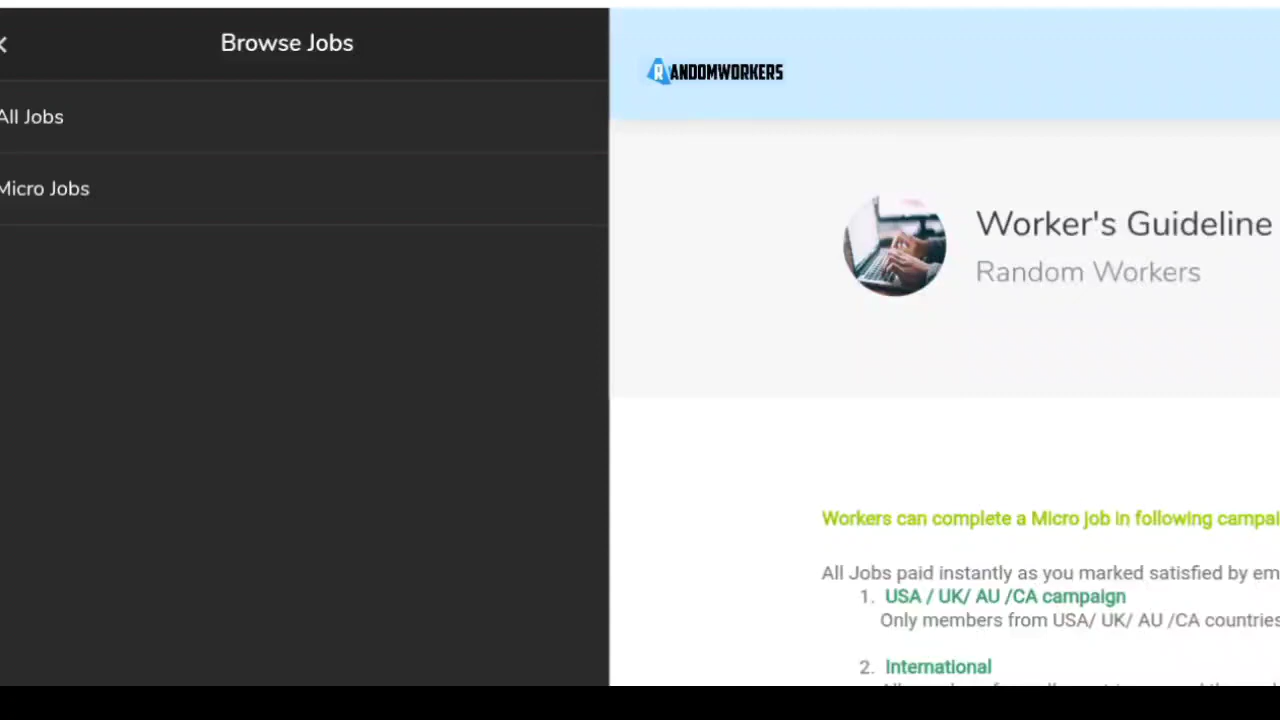 Browse Jobs
All Jobs
Micro Jobs
RANDOMWORKERS
Worker's Guideline
Random Workers
Workers can complete a Micro job in following
All Jobs paid instantly as you marked satisfied by
1. USA / UK/ AU /CA campaign
Only members from USA/ UK/ AU /CA countries
2. International